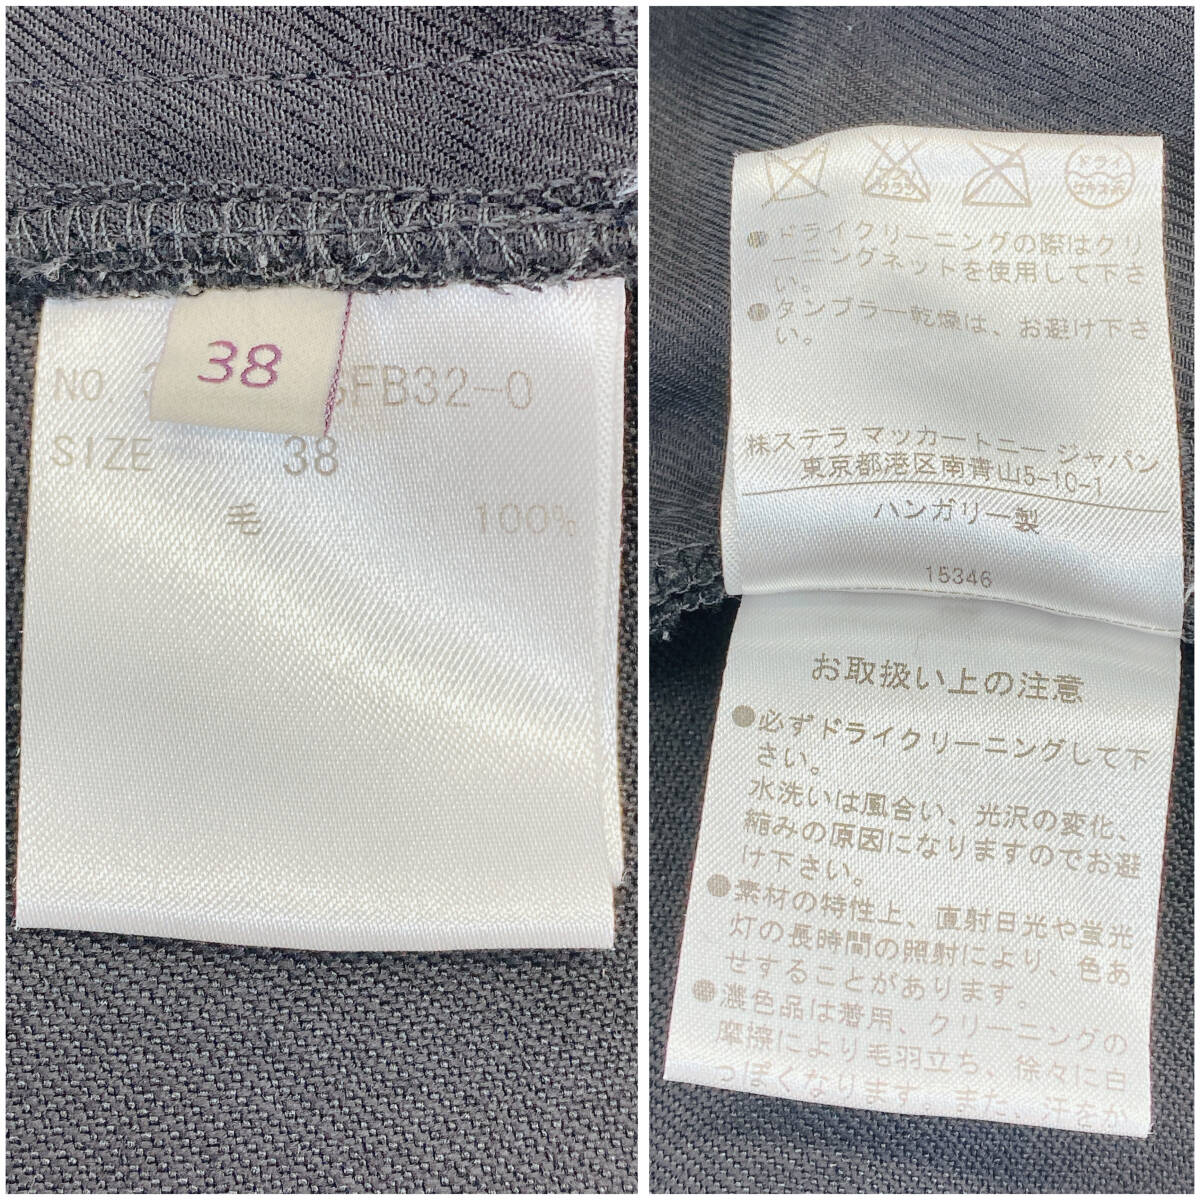 38
NO 3 SFB32-0
SIZE 38
毛 100%
ドライ
セキユ系
●ドライクリーニングの際はクリ
ーニングネットを使用して下さ
い。
●タンブラー乾燥は、お避け下さ
い。
㈱ステラ マッカートニー ジャパン
東京都港区南青山5-10-1
ハンガリー製
15346
お取扱い上の注意
●必ずドライクリーニングして下
さい。
水洗いは風合い、光沢の変化、
縮みの原因になりますのでお避
け下さい。
●素材の特性上、直射日光や蛍光
灯の長時間の照射により、色あ
せすることがあります。
●濃色品は着用、クリーニングの
摩擦により毛羽立ち、徐々に白
っぽくなります。また、汗をか